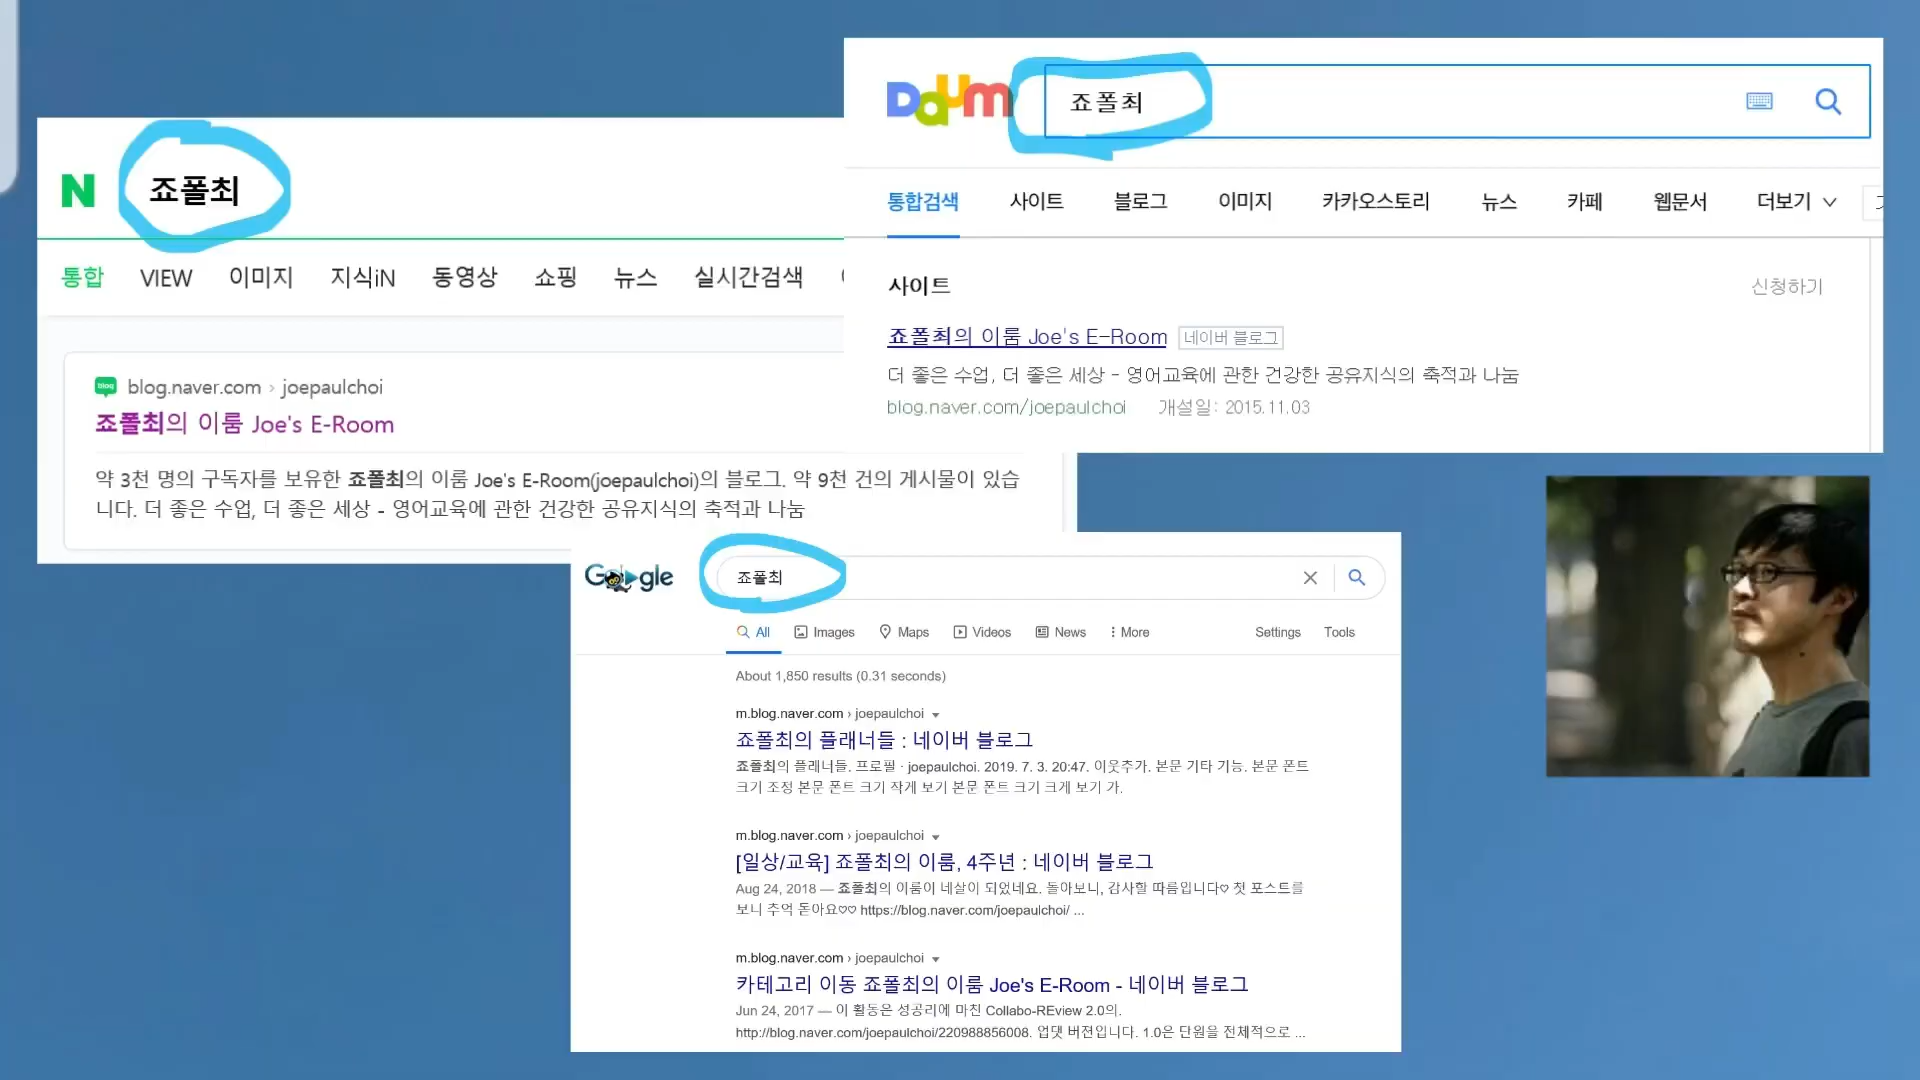 N 죠폴최
통합 VIEW 이미지 지식iN 동영상 쇼핑 뉴스 실시간검색
blog blog.naver.com › joepaulchoi
죠폴최의 이룸 Joe's E-Room
약 3천 명의 구독자를 보유한 죠폴최의 이룸 Joe's E-Room(joepaulchoi)의 블로그. 약 9천 건의 게시물이 있습
니다. 더 좋은 수업, 더 좋은 세상 - 영어교육에 관한 건강한 공유지식의 축적과 나눔
Daum 죠폴최
통합검색 사이트 블로그 이미지 카카오스토리 뉴스 카페 웹문서 더보기
사이트 신청하기
죠폴최의 이룸 Joe's E-Room 네이버 블로그
더 좋은 수업, 더 좋은 세상 - 영어교육에 관한 건강한 공유지식의 축적과 나눔
blog.naver.com/joepaulchoi 개설일: 2015.11.03
Google 죠폴최
All Images Maps Videos News More Settings Tools
About 1,850 results (0.31 seconds)
m.blog.naver.com › joepaulchoi
죠폴최의 플래너들 : 네이버 블로그
죠폴최의 플래너들. 프로필 · joepaulchoi. 2019. 7. 3. 20:47. 이웃추가. 본문 기타 기능. 본문 폰트
크기 조정 본문 폰트 크기 작게 보기 본문 폰트 크기 크게 보기 가.
m.blog.naver.com › joepaulchoi
[일상/교육] 죠폴최의 이룸, 4주년 : 네이버 블로그
Aug 24, 2018 — 죠폴최의 이룸이 네살이 되었네요. 돌아보니, 감사할 따름입니다♡ 첫 포스트를
보니 추억 돋아요♡♡ https://blog.naver.com/joepaulchoi/ ...
m.blog.naver.com › joepaulchoi
카테고리 이동 죠폴최의 이룸 Joe's E-Room - 네이버 블로그
Jun 24, 2017 — 이 활동은 성공리에 마친 Collabo-REview 2.0의.
http://blog.naver.com/joepaulchoi/220988856008. 업댓 버젼입니다. 1.0은 단원을 전체적으로 ...